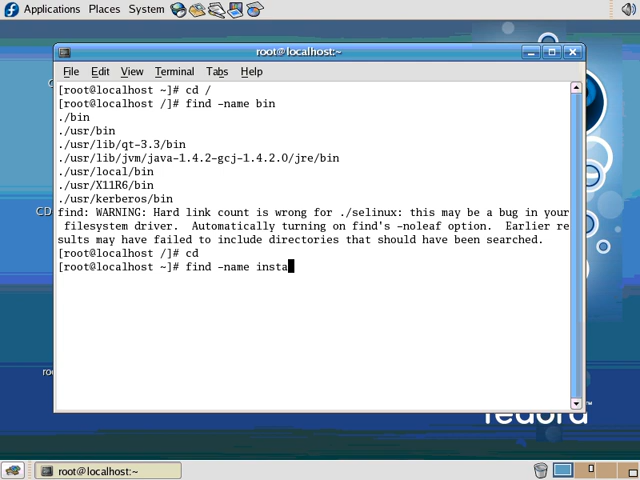 Applications Places System
root@localhost:~
File Edit View Terminal Tabs Help
[root@localhost ~]# cd /
[root@localhost /]# find -name bin
./bin
./usr/bin
./usr/lib/qt-3.3/bin
./usr/lib/jvm/java-1.4.2-gcj-1.4.2.0/jre/bin
./usr/local/bin
./usr/X11R6/bin
./usr/kerberos/bin
find: WARNING: Hard link count is wrong for ./selinux: this may be a bug in your
filesystem driver.  Automatically turning on find's -noleaf option.  Earlier re
sults may have failed to include directories that should have been searched.
[root@localhost /]# cd
[root@localhost ~]# find -name insta
fedora™
root@localhost:~